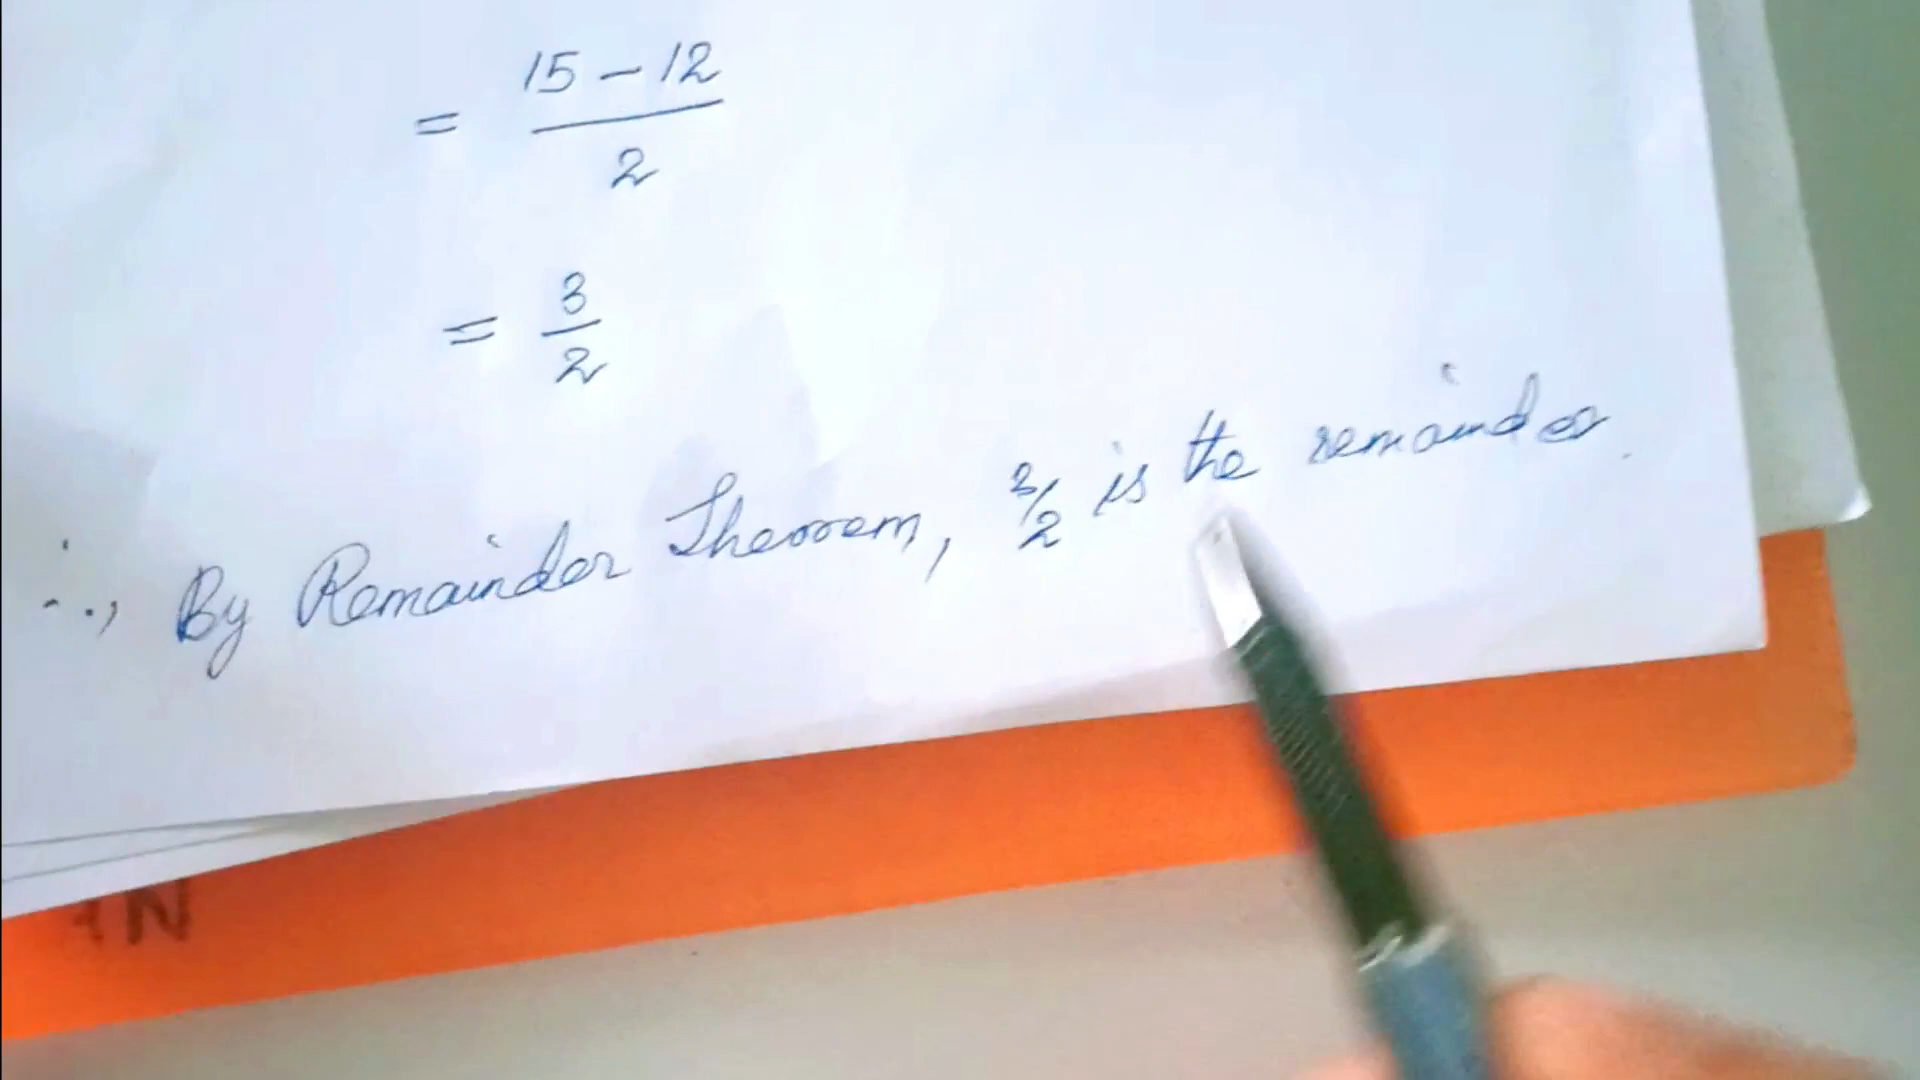 = 15 - 12 / 2
= 3/2
∴, By Remainder Theorem, 3/2 is the remainder.